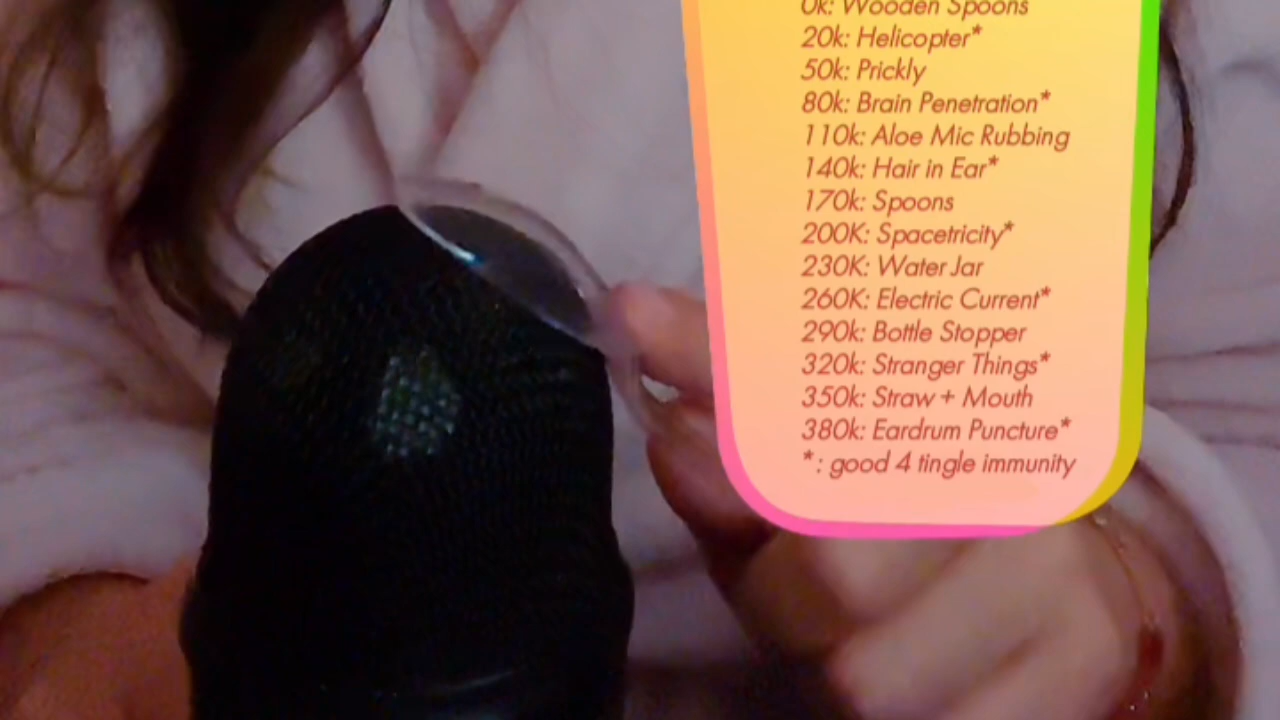 0k: Wooden Spoons
20k: Helicopter*
50k: Prickly
80k: Brain Penetration*
110k: Aloe Mic Rubbing
140k: Hair in Ear*
170k: Spoons
200K: Spacetricity*
230K: Water Jar
260K: Electric Current*
290k: Bottle Stopper
320k: Stranger Things*
350k: Straw + Mouth
380k: Eardrum Puncture*
*: good 4 tingle immunity